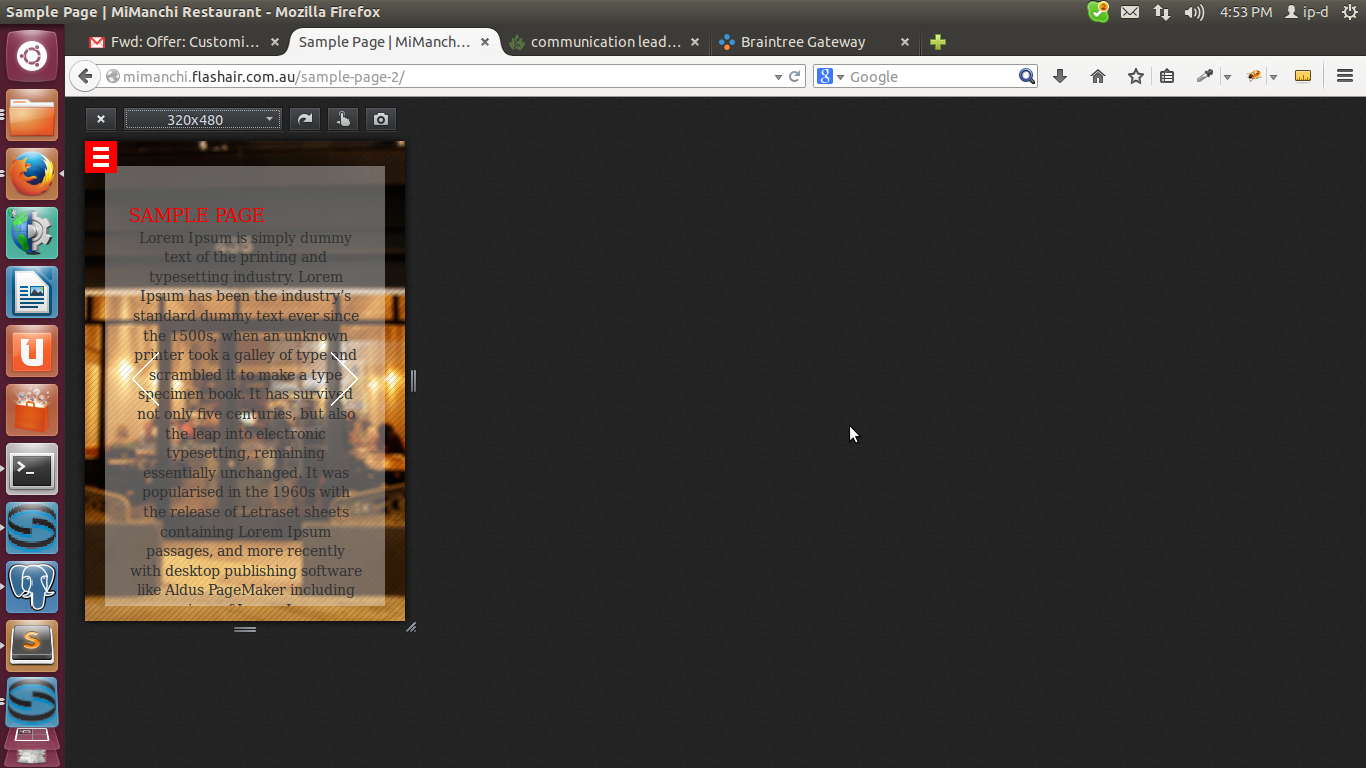 Sample Page | MiManchi Restaurant - Mozilla Firefox
2
4:53 PM
ip-d
Fwd: Offer: Customi...
Sample Page | MiManch...
communication lead...
Braintree Gateway
mimanchi.flashair.com.au/sample-page-2/
8
Google
320x480
SAMPLE PAGE
Lorem Ipsum is simply dummy
text of the printing and
typesetting industry. Lorem
Ipsum has been the industry's
standard dummy text ever since
the 1500s, when an unknown
printer took a galley of type and
scrambled it to make a type
specimen book. It has survived
not only five centuries, but also
the leap into electronic
typesetting, remaining
essentially unchanged. It was
popularised in the 1960s with
the release of Letraset sheets
containing Lorem Ipsum
passages, and more recently
with desktop publishing software
like Aldus PageMaker including